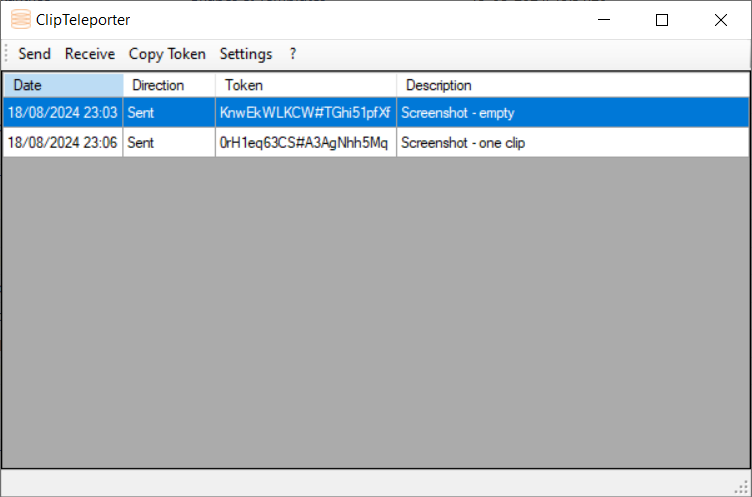 ClipTeleporter
Send Receive Copy Token Settings ?
Date Direction Token Description
18/08/2024 23:03 Sent KnwEkWLKCW#TGhi51pfXf Screenshot - empty
18/08/2024 23:06 Sent 0rH1eq63CS#A3AgNhh5Mq Screenshot - one clip